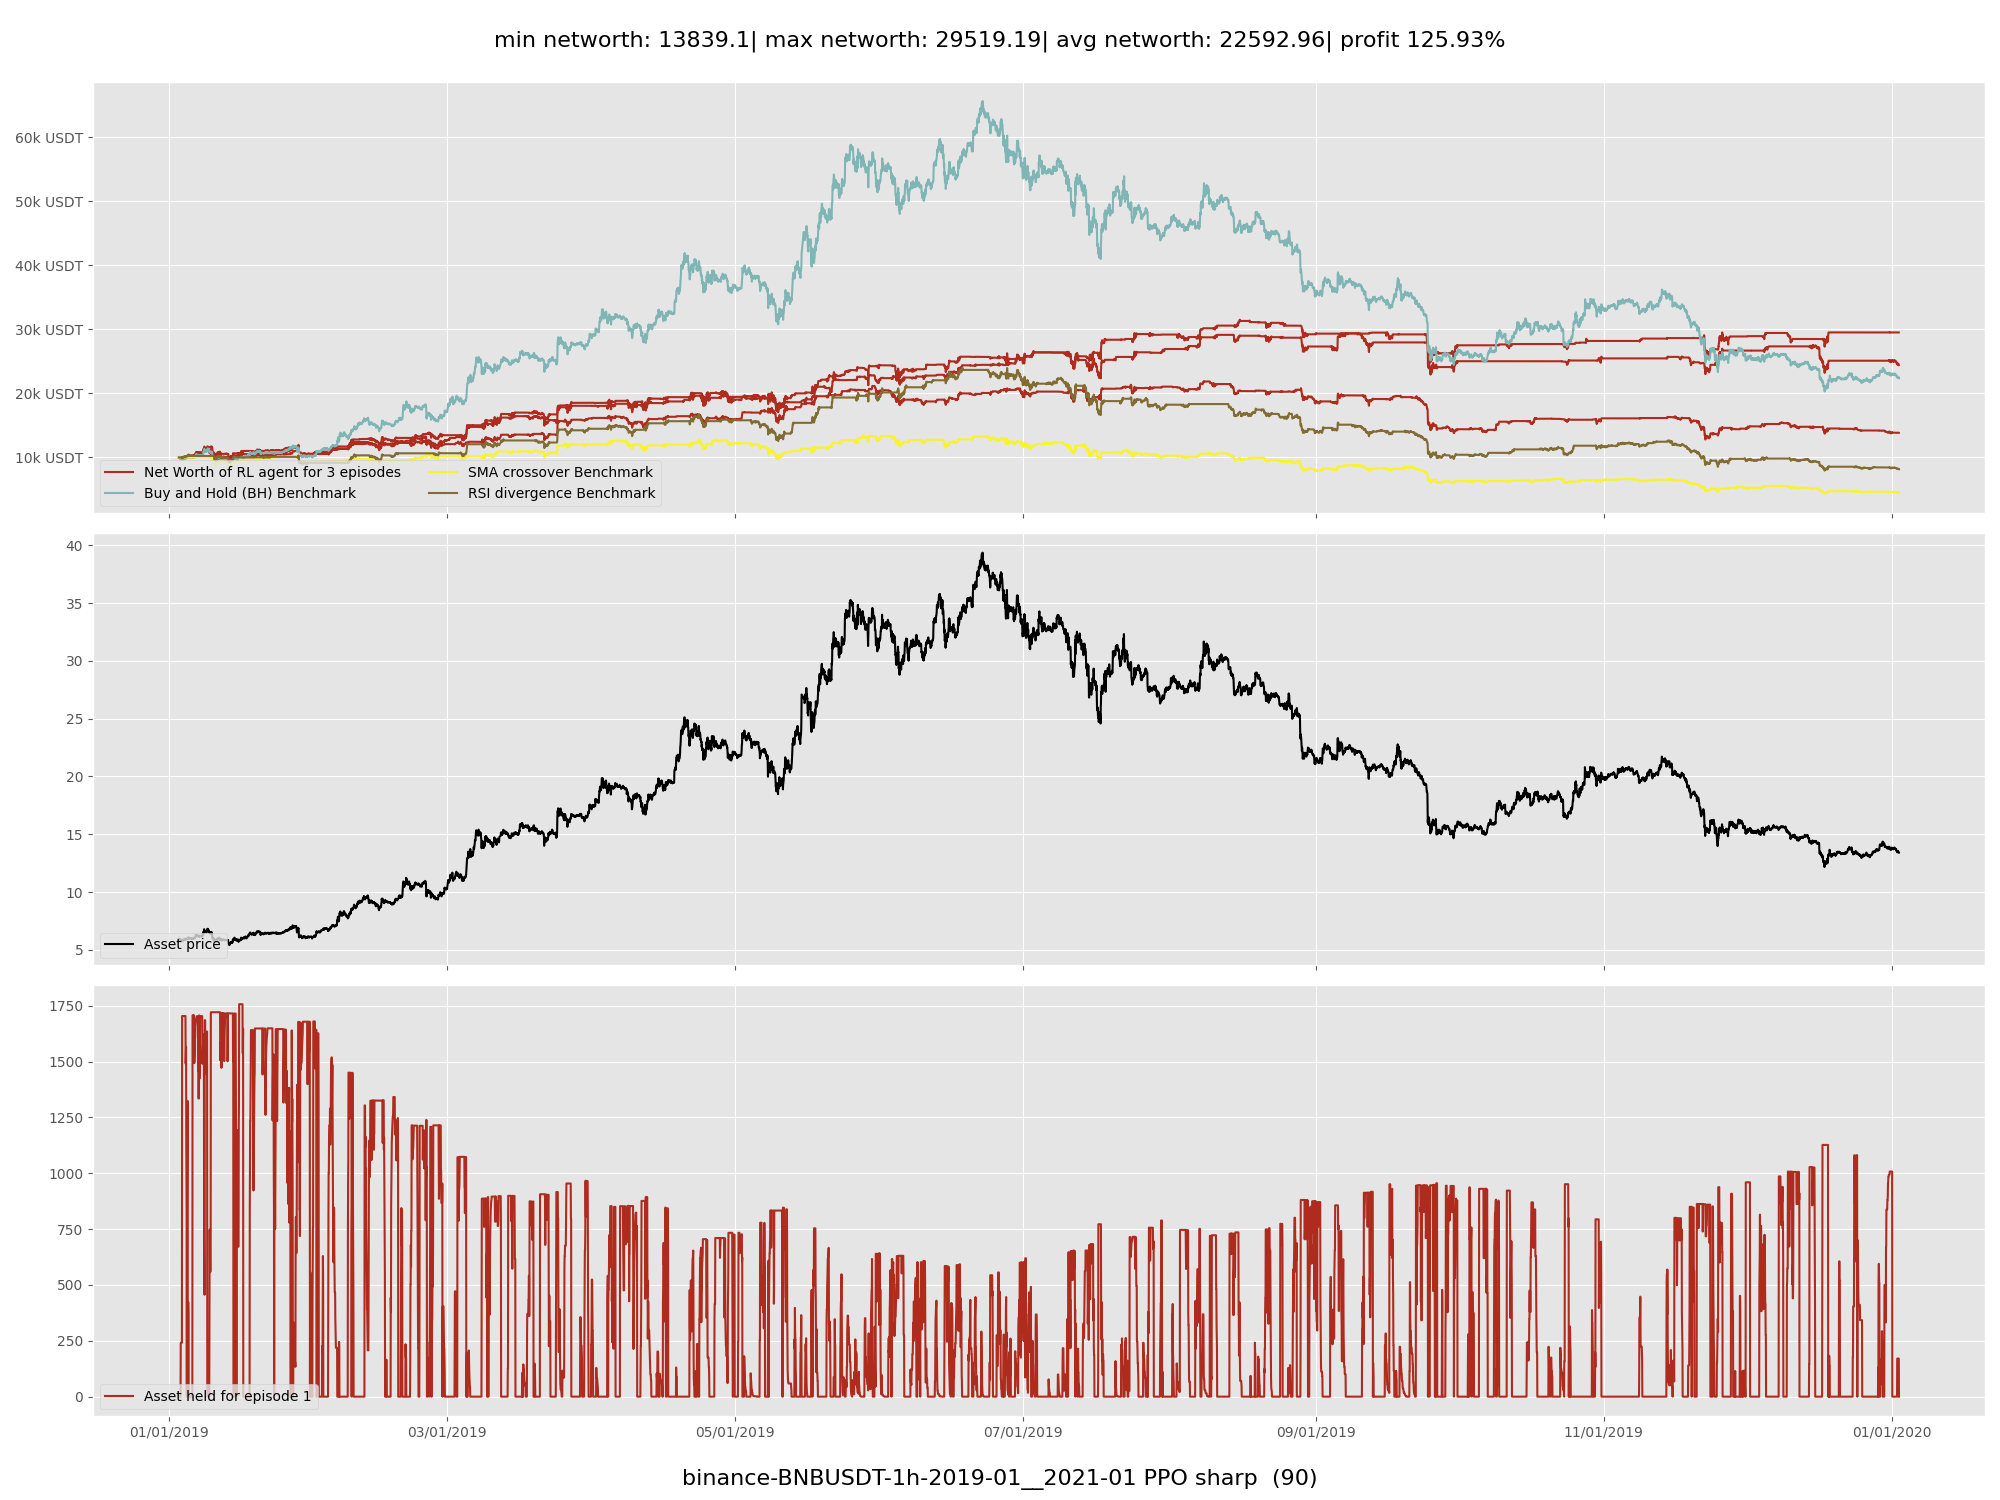 min networth: 13839.1| max networth: 29519.19| avg networth: 22592.96| profit 125.93%
60k USDT
50k USDT
40k USDT
30k USDT
20k USDT
10k USDT
Net Worth of RL agent for 3 episodes
Buy and Hold (BH) Benchmark
SMA crossover Benchmark
RSI divergence Benchmark
40
35
30
25
20
15
10
5
Asset price
1750
1500
1250
1000
750
500
250
0
Asset held for episode 1
01/01/2019 03/01/2019 05/01/2019 07/01/2019 09/01/2019 11/01/2019 01/01/2020
binance-BNBUSDT-1h-2019-01__2021-01 PPO sharp (90)